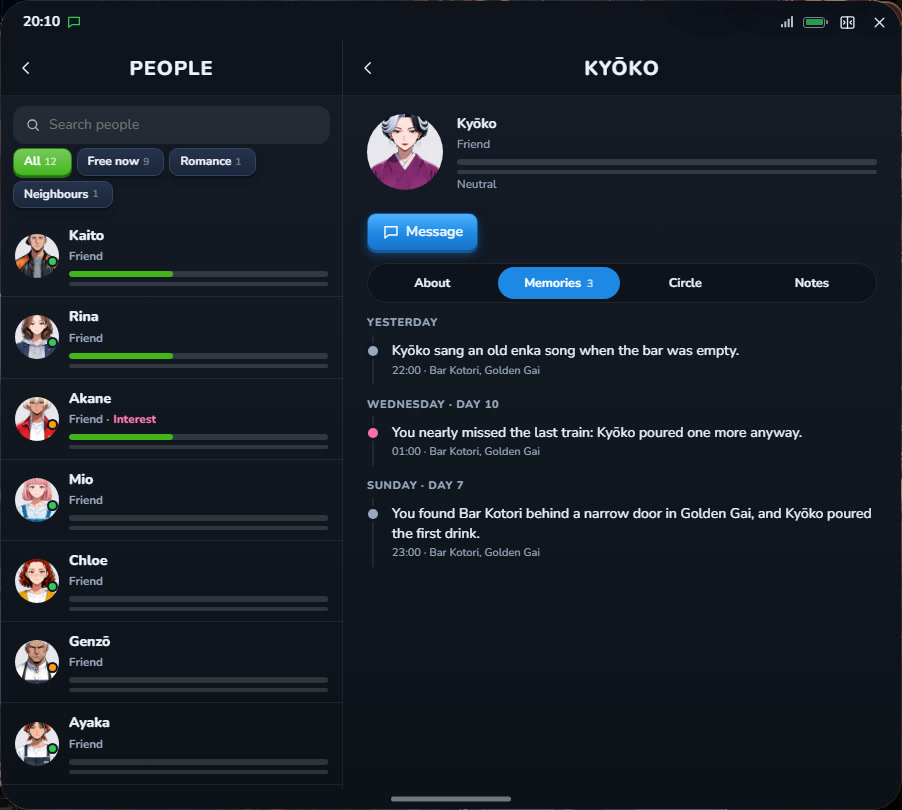 20:10
PEOPLE
Search people
All 12
Free now 9
Romance 1
Neighbours 1
Kaito
Friend
Rina
Friend
Akane
Friend · Interest
Mio
Friend
Chloe
Friend
Genzō
Friend
Ayaka
Friend
KYŌKO
Kyōko
Friend
Neutral
Message
About
Memories 3
Circle
Notes
YESTERDAY
Kyōko sang an old enka song when the bar was empty.
22:00 · Bar Kotori, Golden Gai
WEDNESDAY · DAY 10
You nearly missed the last train: Kyōko poured one more anyway.
01:00 · Bar Kotori, Golden Gai
SUNDAY · DAY 7
You found Bar Kotori behind a narrow door in Golden Gai, and Kyōko poured
the first drink.
23:00 · Bar Kotori, Golden Gai